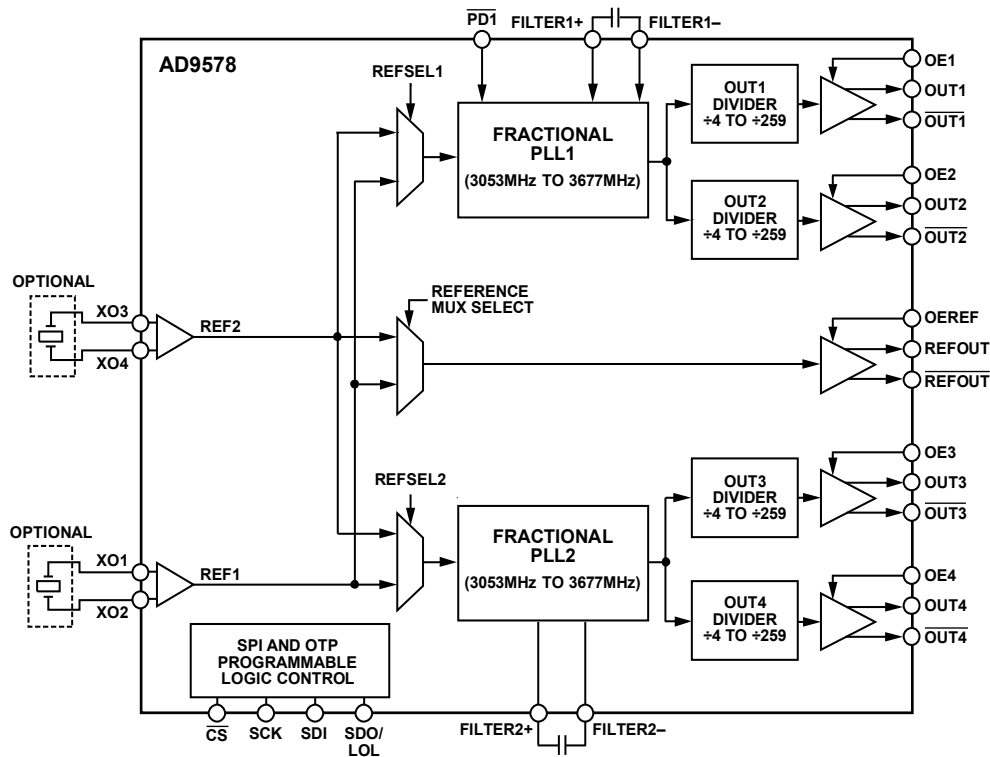 PD1
FILTER1+
FILTER1–
AD9578
REFSEL1
FRACTIONAL
PLL1
(3053MHz TO 3677MHz)
OUT1
DIVIDER
÷4 TO ÷259
OE1
OUT1
OUT1
OUT2
DIVIDER
÷4 TO ÷259
OE2
OUT2
OUT2
OPTIONAL
XO3
XO4
REF2
REFERENCE
MUX SELECT
OEREF
REFOUT
REFOUT
REFSEL2
FRACTIONAL
PLL2
(3053MHz TO 3677MHz)
OUT3
DIVIDER
÷4 TO ÷259
OE3
OUT3
OUT3
OPTIONAL
XO1
XO2
REF1
OUT4
DIVIDER
÷4 TO ÷259
OE4
OUT4
OUT4
SPI AND OTP
PROGRAMMABLE
LOGIC CONTROL
CS
SCK
SDI
SDO/
LOL
FILTER2+
FILTER2–